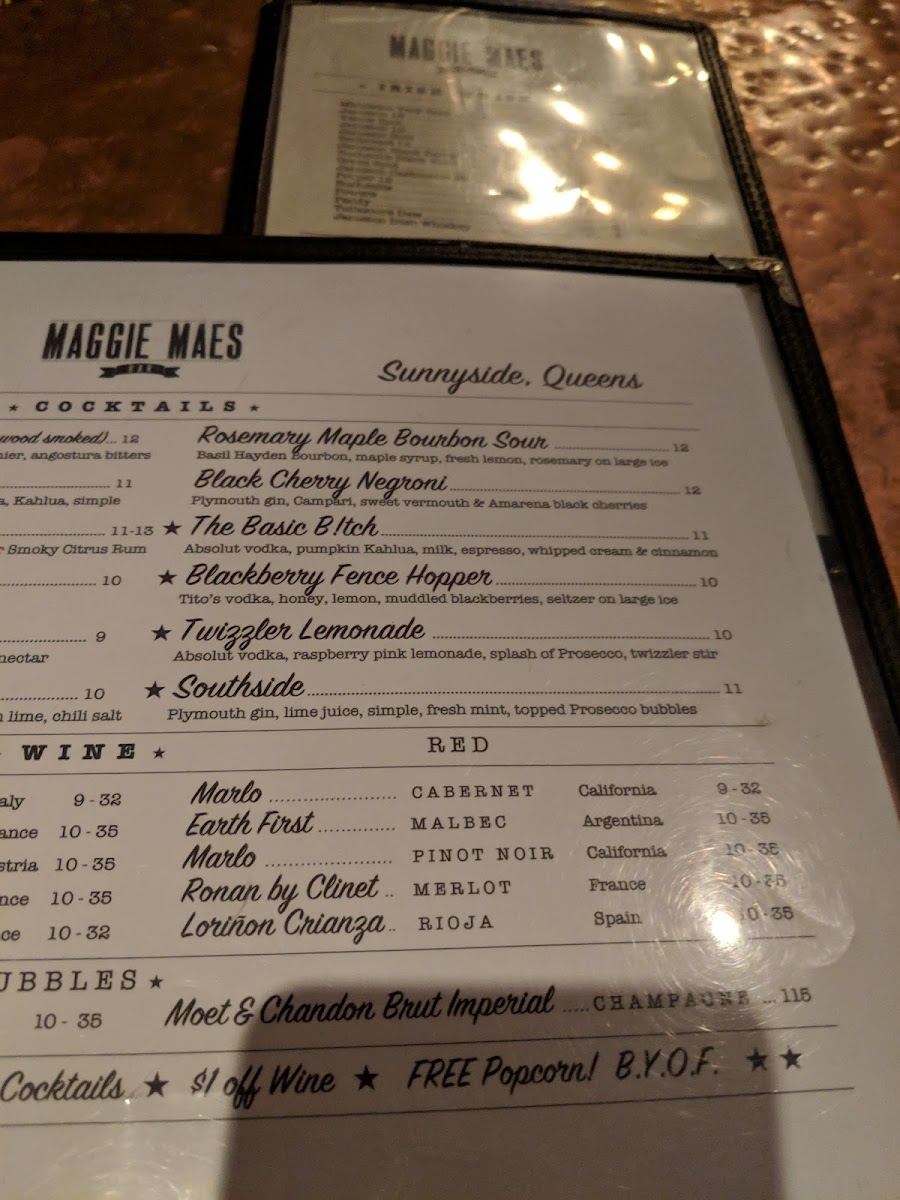 MAGGIE MAES
MAGGIE MAES
BAR
Sunnyside, Queens
★ COCKTAILS ★
wood smoked)... 12
nier, angostura bitters
11
a, Kahlua, simple
11-13
r Smoky Citrus Rum
10
9
nectar
10
lime, chili salt
Rosemary Maple Bourbon Sour 12
Basil Hayden Bourbon, maple syrup, fresh lemon, rosemary on large ice
Black Cherry Negroni 12
Plymouth gin, Campari, sweet vermouth & Amarena black cherries
★ The Basic B!tch 11
Absolut vodka, pumpkin Kahlua, milk, espresso, whipped cream & cinnamon
★ Blackberry Fence Hopper 10
Tito's vodka, honey, lemon, muddled blackberries, seltzer on large ice
★ Twizzler Lemonade 10
Absolut vodka, raspberry pink lemonade, splash of Prosecco, twizzler stir
★ Southside 11
Plymouth gin, lime juice, simple, fresh mint, topped Prosecco bubbles
WINE ★
aly 9 - 32
ance 10 - 35
stria 10 - 35
nce 10 - 35
ce 10 - 32
RED
Marlo CABERNET California 9 - 32
Earth First MALBEC Argentina 10 - 35
Marlo PINOT NOIR California 10 - 35
Ronan by Clinet .. MERLOT France 10 - 35
Loriñon Crianza .. RIOJA Spain 10 - 35
UBBLES ★
10 - 35
Moet & Chandon Brut Imperial ..... CHAMPAGNE ... 115
Cocktails ★ $1 off Wine ★ FREE Popcorn! B.Y.O.F. ★ ★